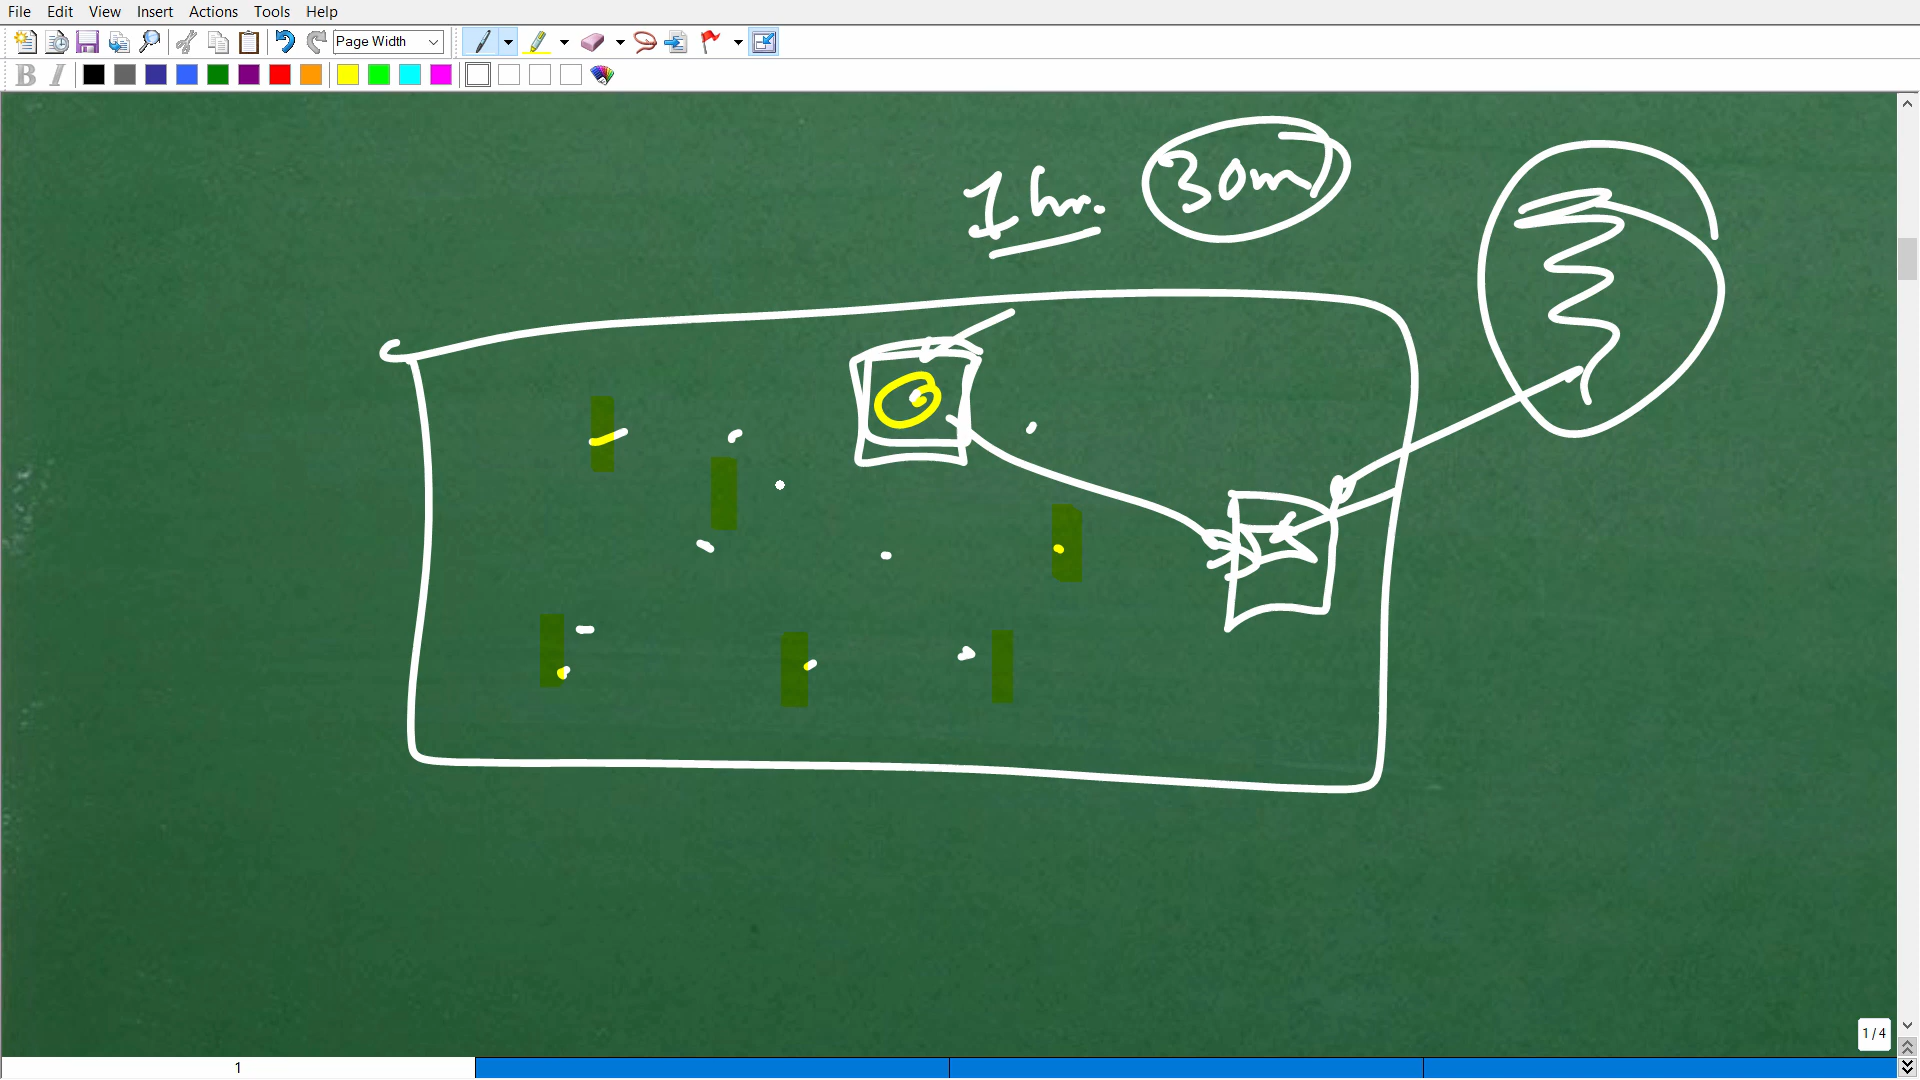 File Edit View Insert Actions Tools Help
Page Width
B I
1 hr. 30m
1 / 4
1